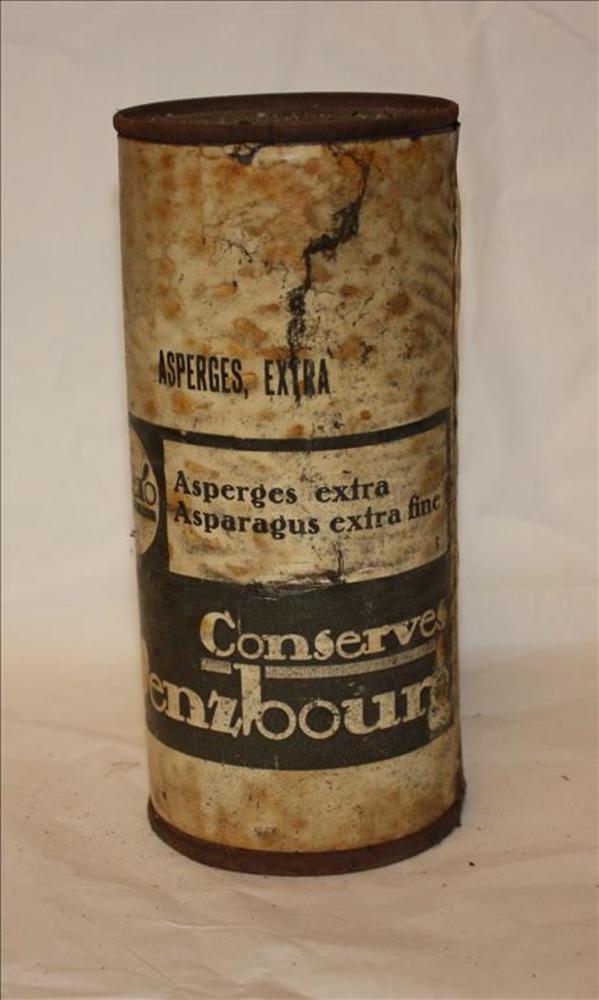 ASPERGES, EXTRA
Asperges extra
Asparagus extra fine
Conserves